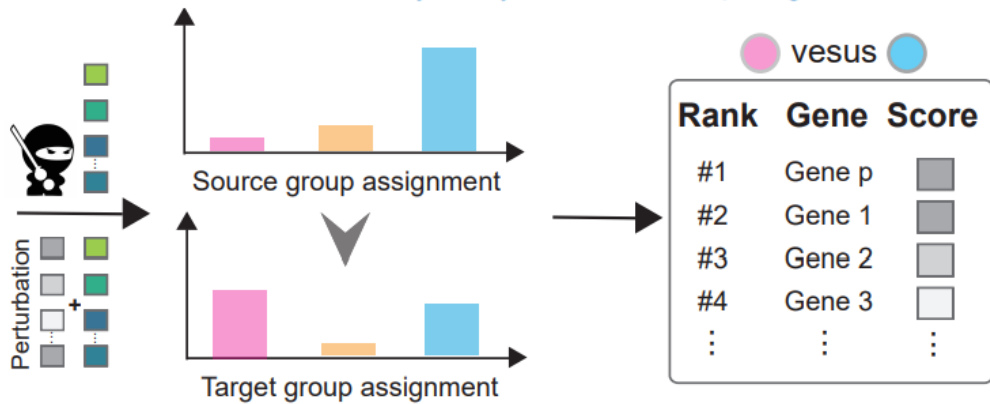 vesus
Rank Gene Score
#1 Gene p
#2 Gene 1
#3 Gene 2
#4 Gene 3
Source group assignment
Perturbation
+
Target group assignment